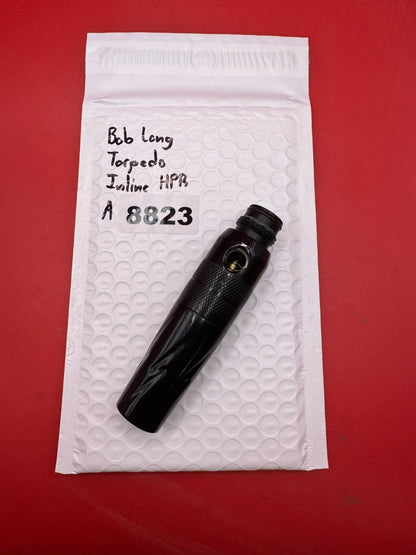 Bob Long
Torpedo
Inline HPR
A 8823